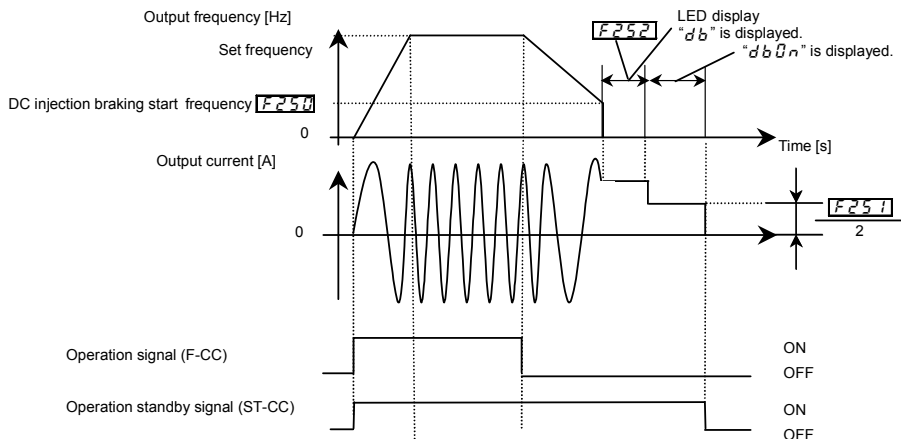 Output frequency [Hz]
Set frequency
F252
LED display
"db" is displayed.
"dbOn" is displayed.
DC injection braking start frequency F250
0
Time [s]
Output current [A]
0
F251
2
Operation signal (F-CC)
ON
OFF
Operation standby signal (ST-CC)
ON
OFF